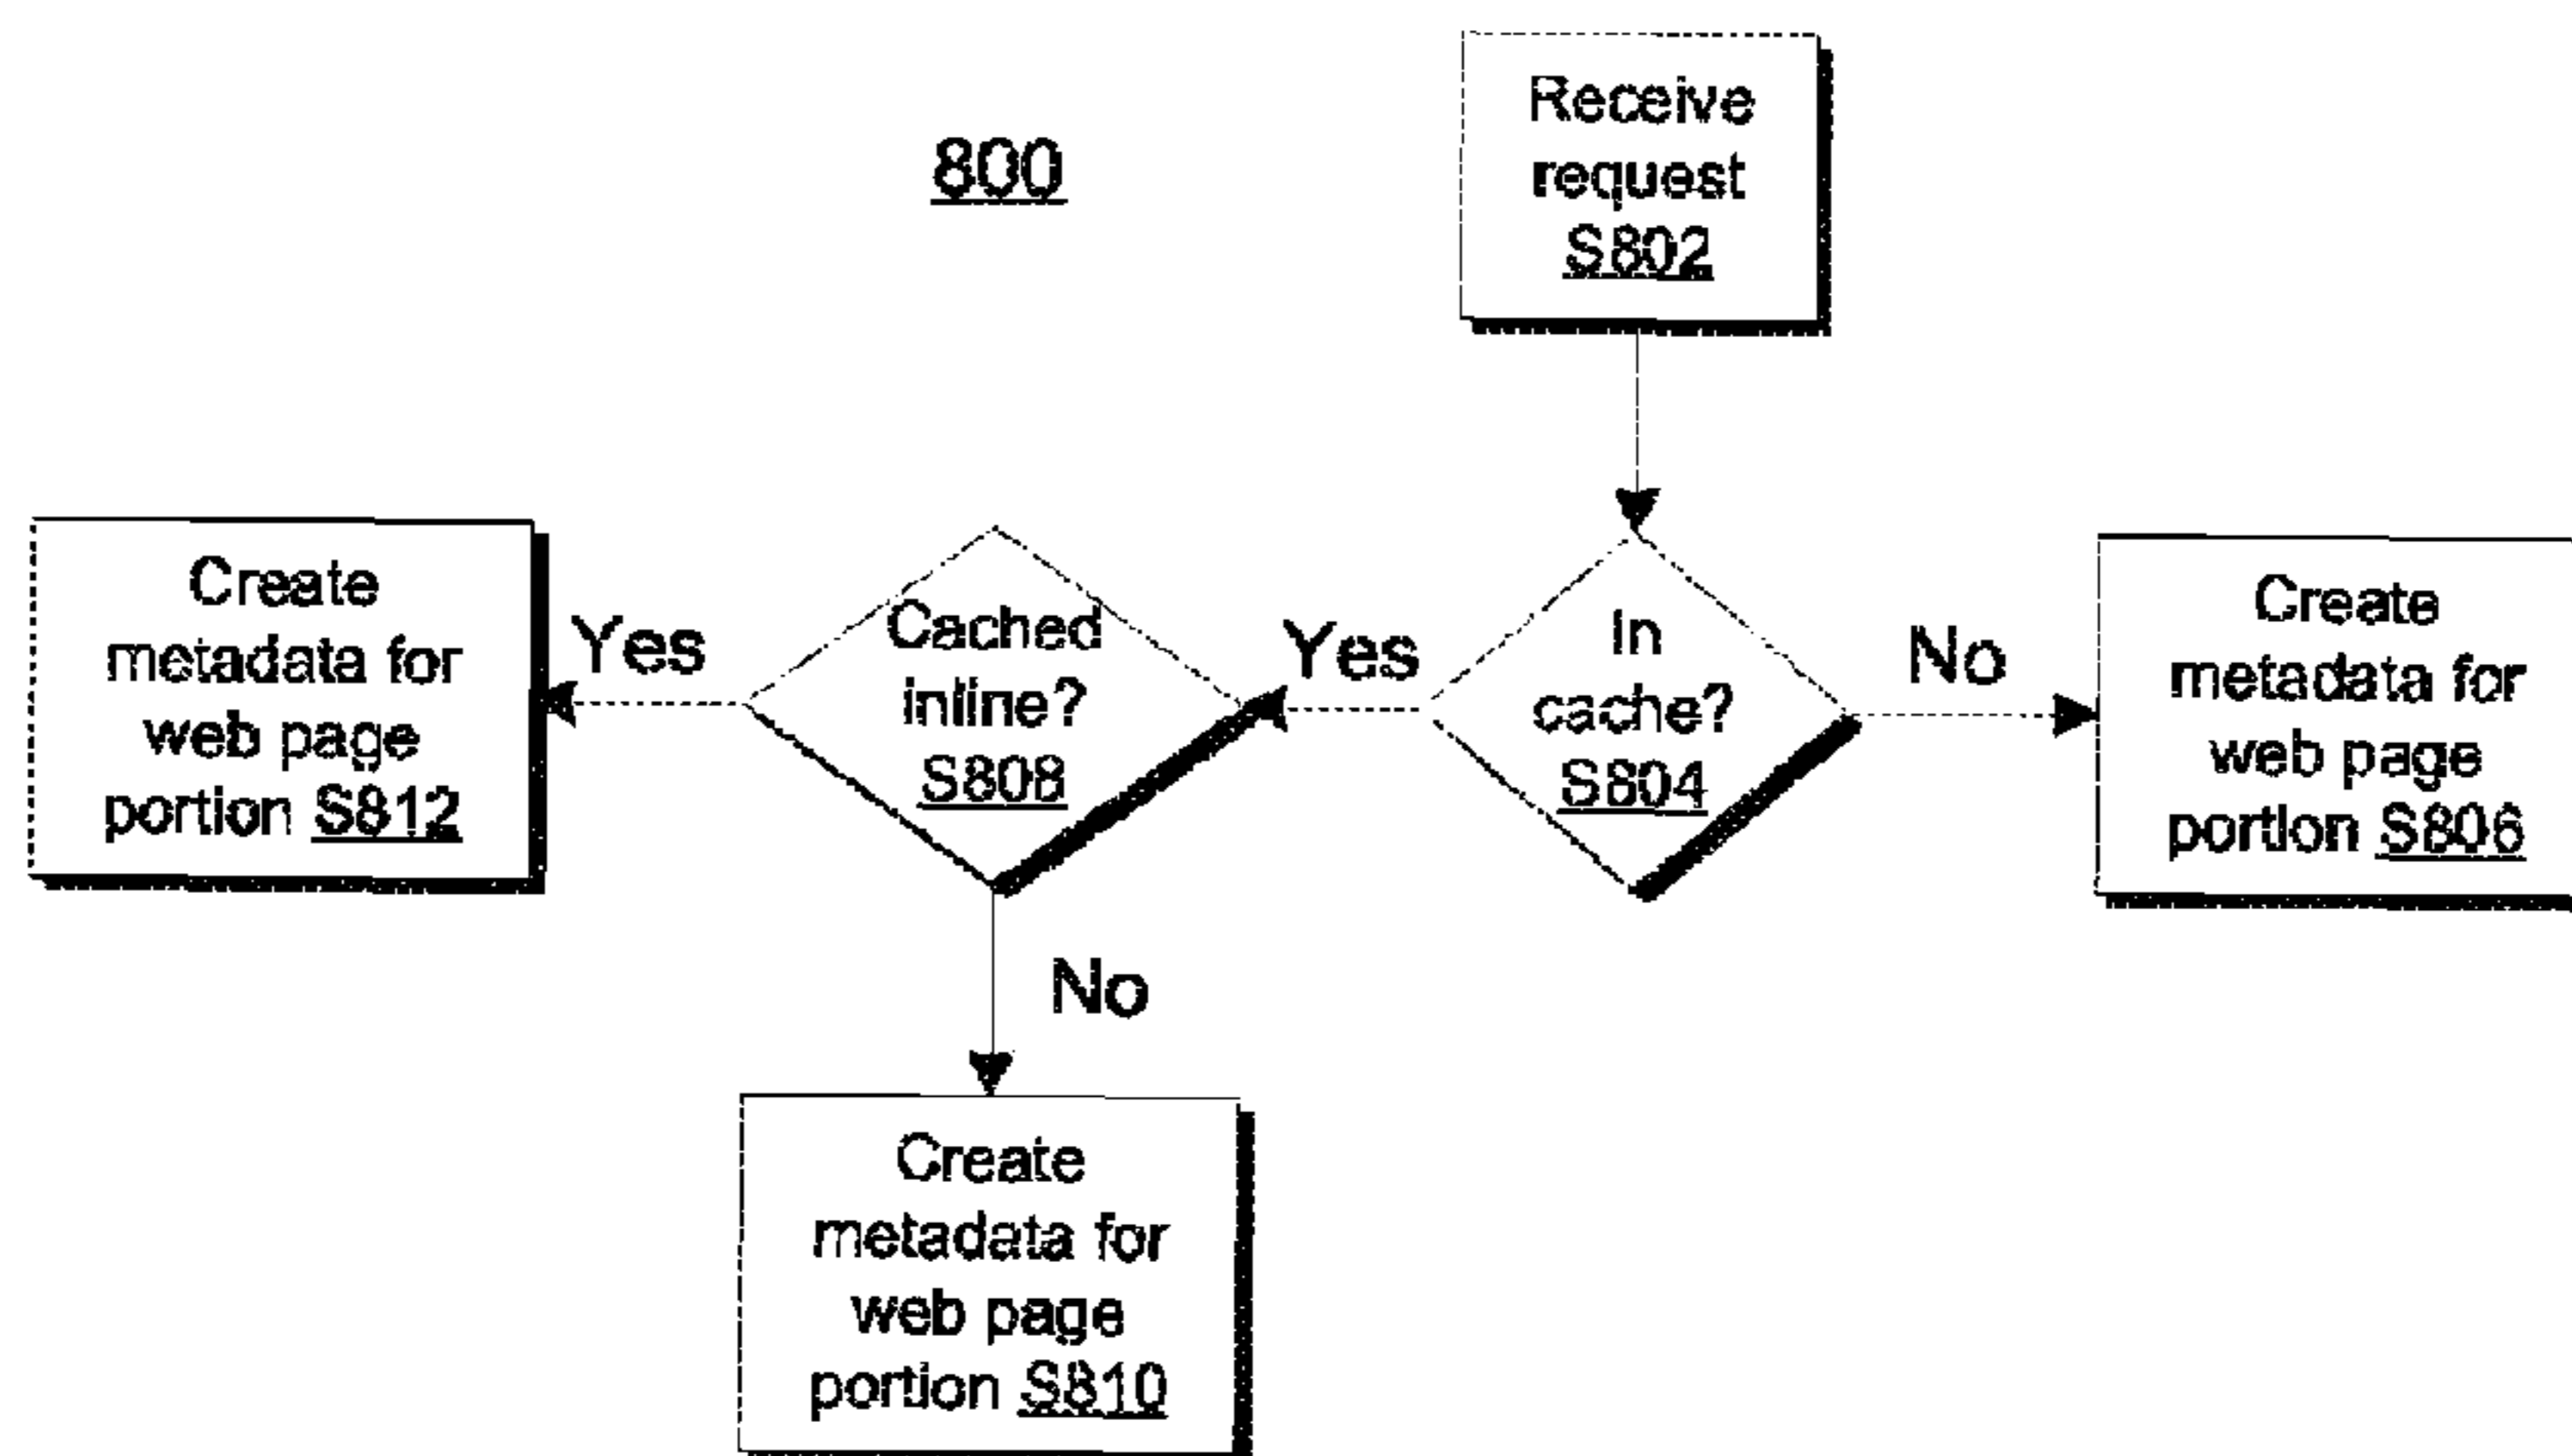 800
Receive
request
S802
Create
metadata for
web page
portion S812
Yes
Cached
inline?
S808
Yes
In
cache?
S804
No
Create
metadata for
web page
portion S806
No
Create
metadata for
web page
portion S810